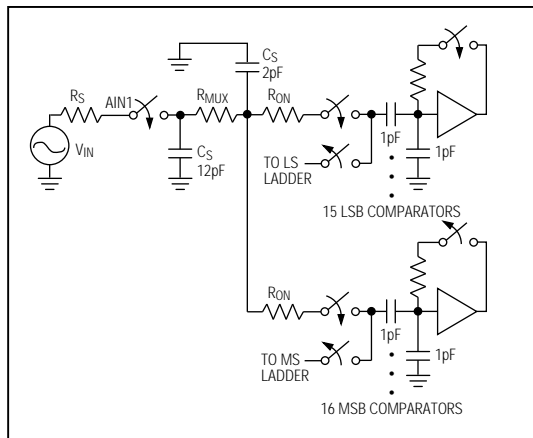 CS
2pF
RS
AIN1
RMUX
RON
VIN
CS
12pF
1pF
1pF
TO LS
LADDER
15 LSB COMPARATORS
RON
1pF
1pF
TO MS
LADDER
16 MSB COMPARATORS